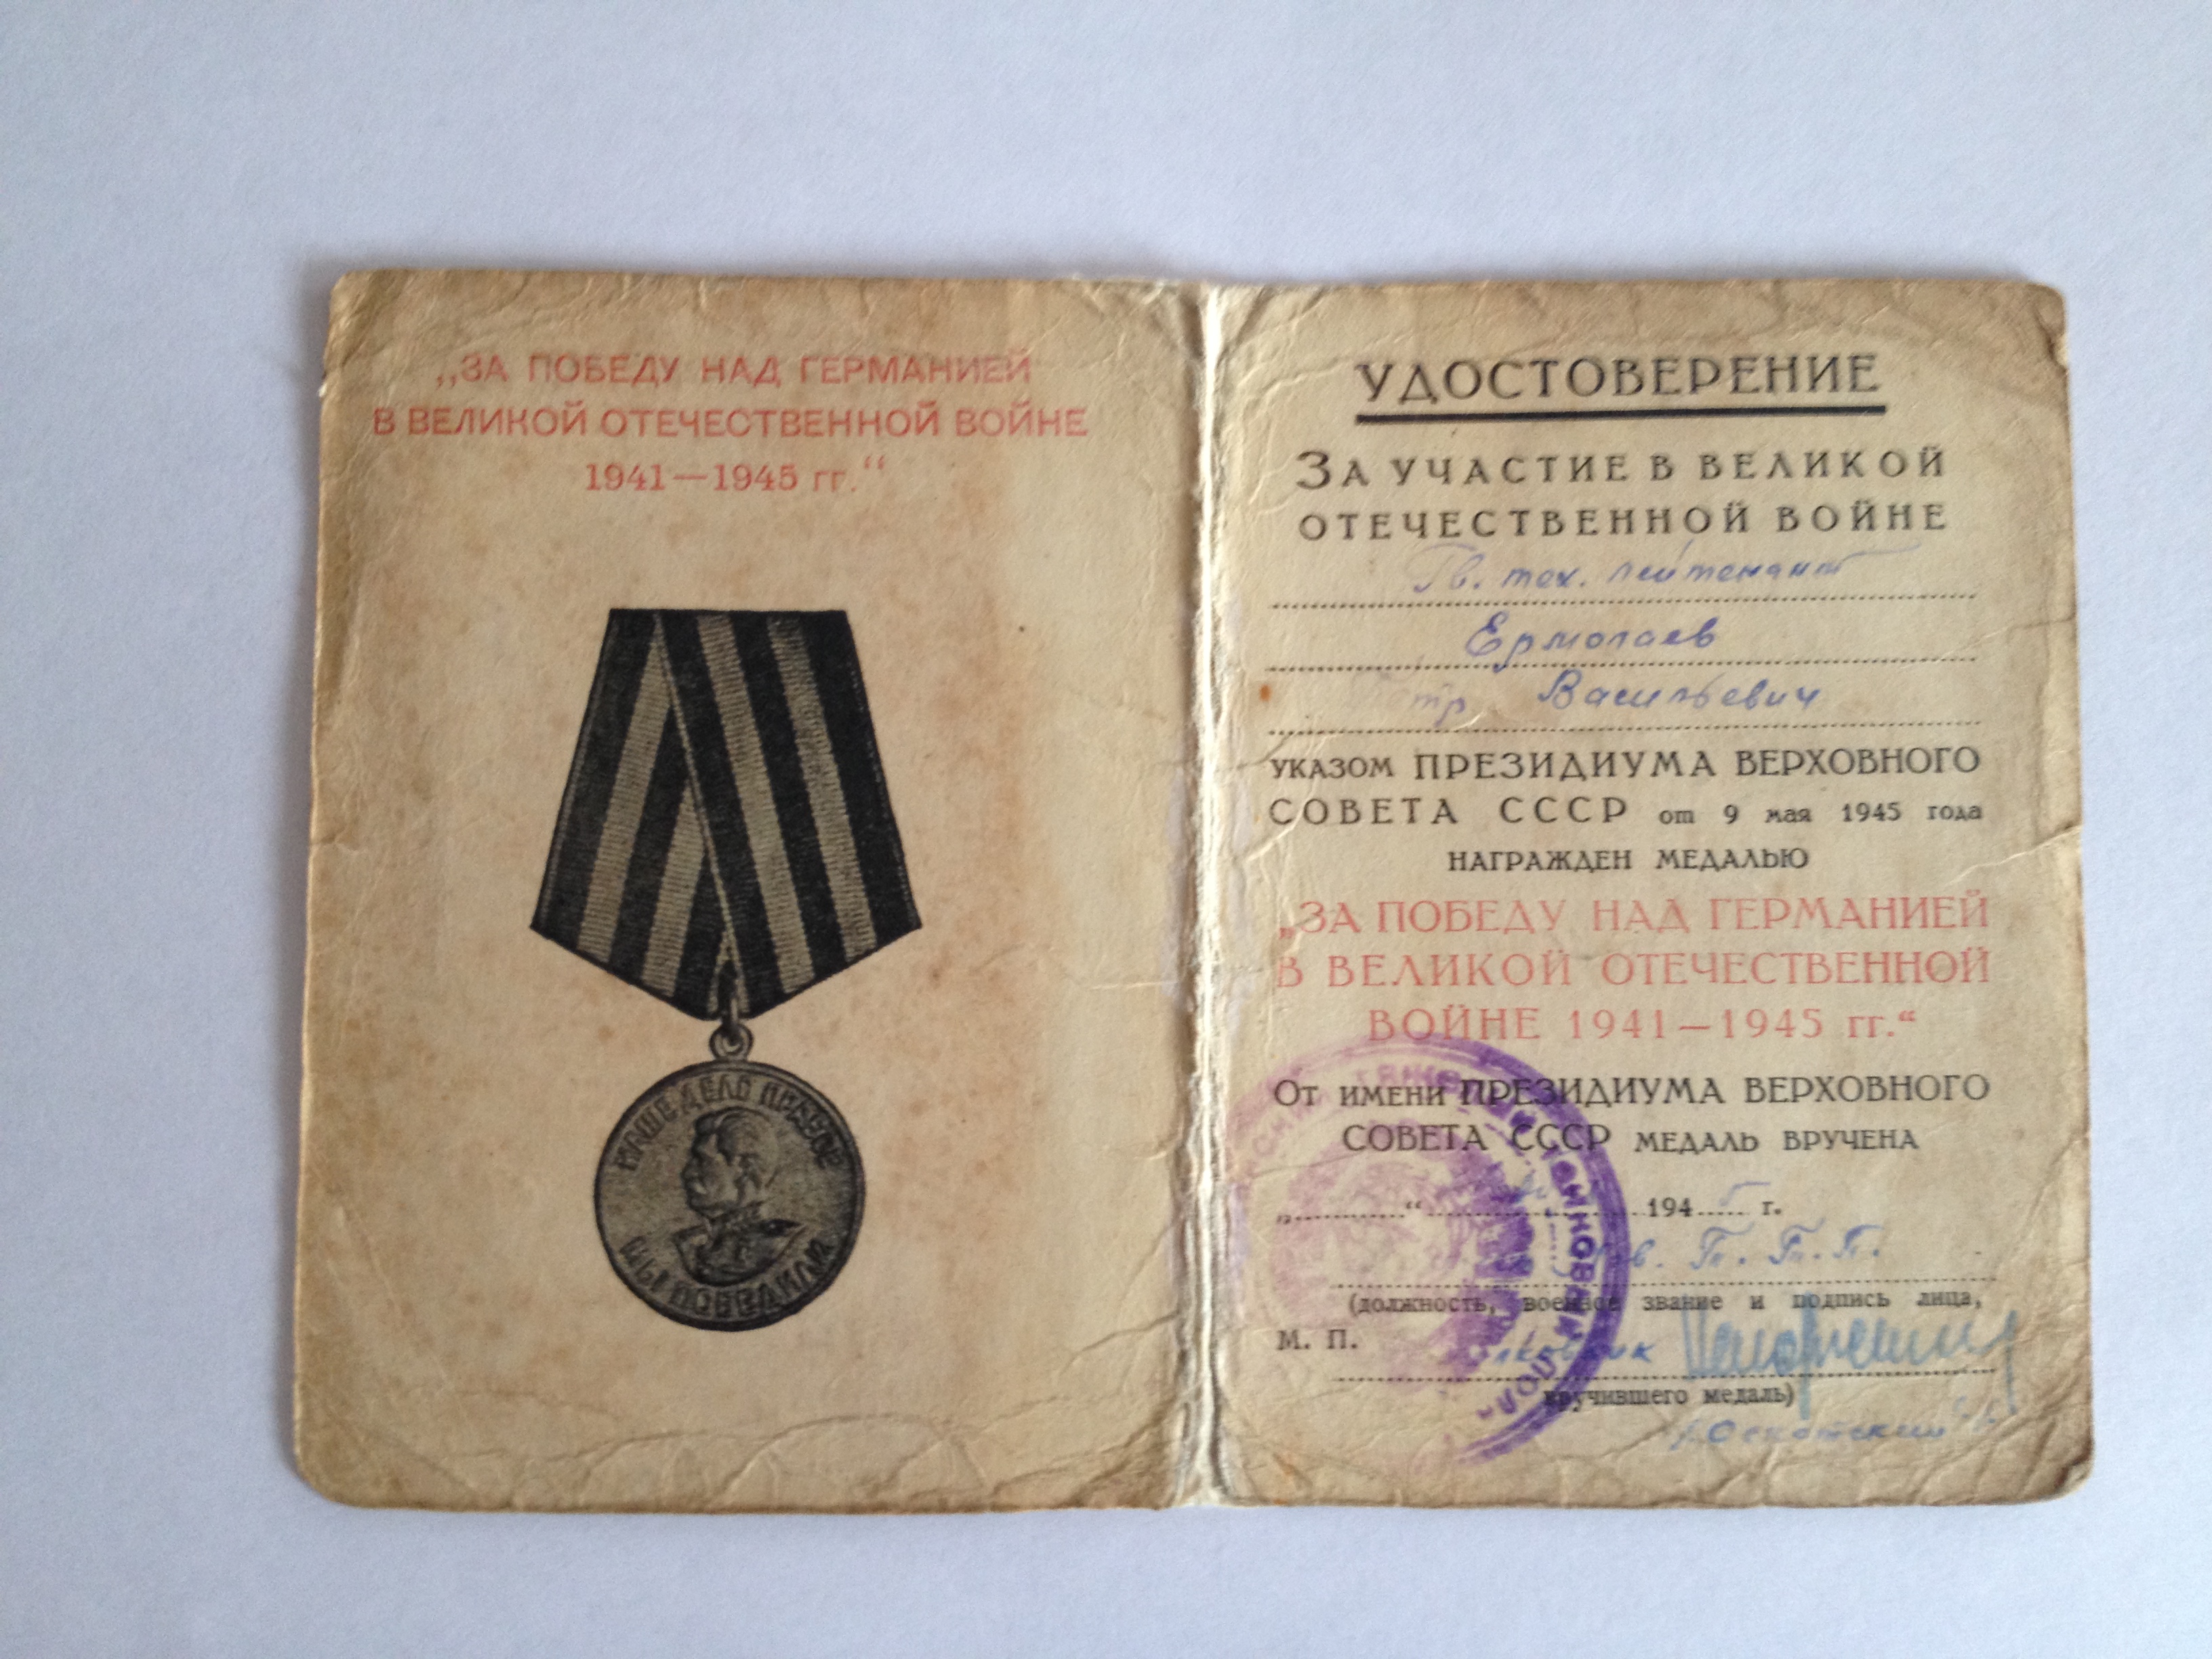 „ЗА ПОБЕДУ НАД ГЕРМАНИЕЙ
В ВЕЛИКОЙ ОТЕЧЕСТВЕННОЙ ВОЙНЕ
1941—1945 гг.“
НАШЕ ДЕЛО ПРАВОЕ
МЫ ПОБЕДИЛИ
УДОСТОВЕРЕНИЕ
ЗА УЧАСТИЕ В ВЕЛИКОЙ
ОТЕЧЕСТВЕННОЙ ВОЙНЕ
Гв. тех. лейтенант
Ермолаев
Васильевич
УКАЗОМ ПРЕЗИДИУМА ВЕРХОВНОГО
СОВЕТА СССР от 9 мая 1945 года
НАГРАЖДЕН МЕДАЛЬЮ
„ЗА ПОБЕДУ НАД ГЕРМАНИЕЙ
В ВЕЛИКОЙ ОТЕЧЕСТВЕННОЙ
ВОЙНЕ 1941—1945 гг.“
ОТ ИМЕНИ ПРЕЗИДИУМА ВЕРХОВНОГО
СОВЕТА СССР МЕДАЛЬ ВРУЧЕНА
„ “ 1945 г.
(должность, военное звание и подпись лица,
М. П.
вручившего медаль)